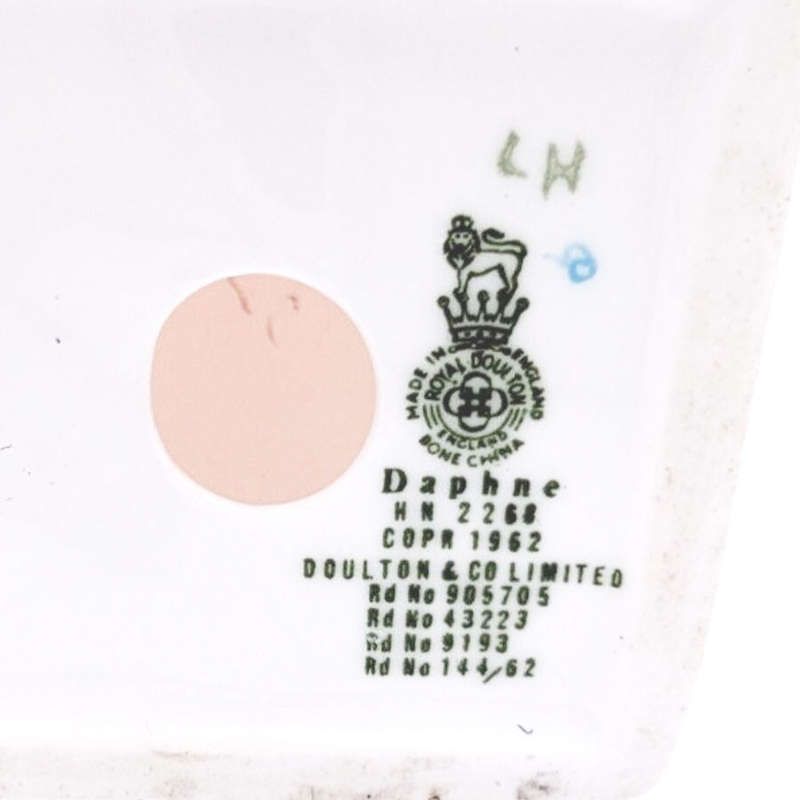 LH
MADE IN ENGLAND
ROYAL DOULTON
ENGLAND
BONE CHINA
Daphne
HN 2268
COPR 1962
DOULTON & CO LIMITED
Rd No 905705
Rd No 43223
Rd No 9193
Rd No 144/62